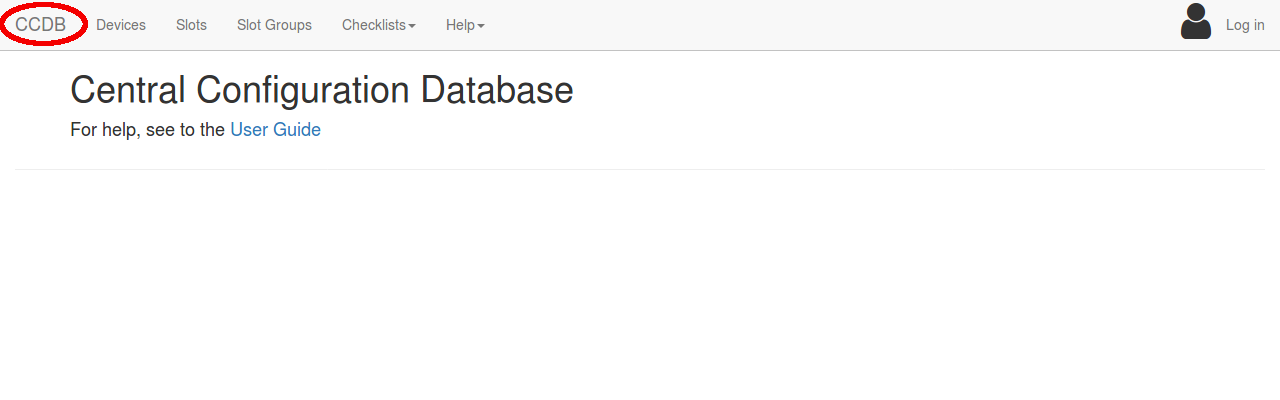 CCDB Devices Slots Slot Groups Checklists Help Log in
Central Configuration Database
For help, see to the User Guide